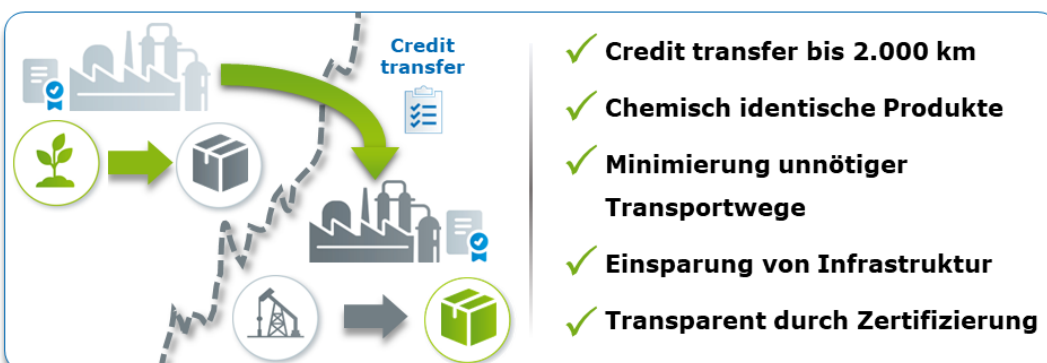 Credit
transfer
Credit transfer bis 2.000 km
Chemisch identische Produkte
Minimierung unnötiger
Transportwege
Einsparung von Infrastruktur
Transparent durch Zertifizierung